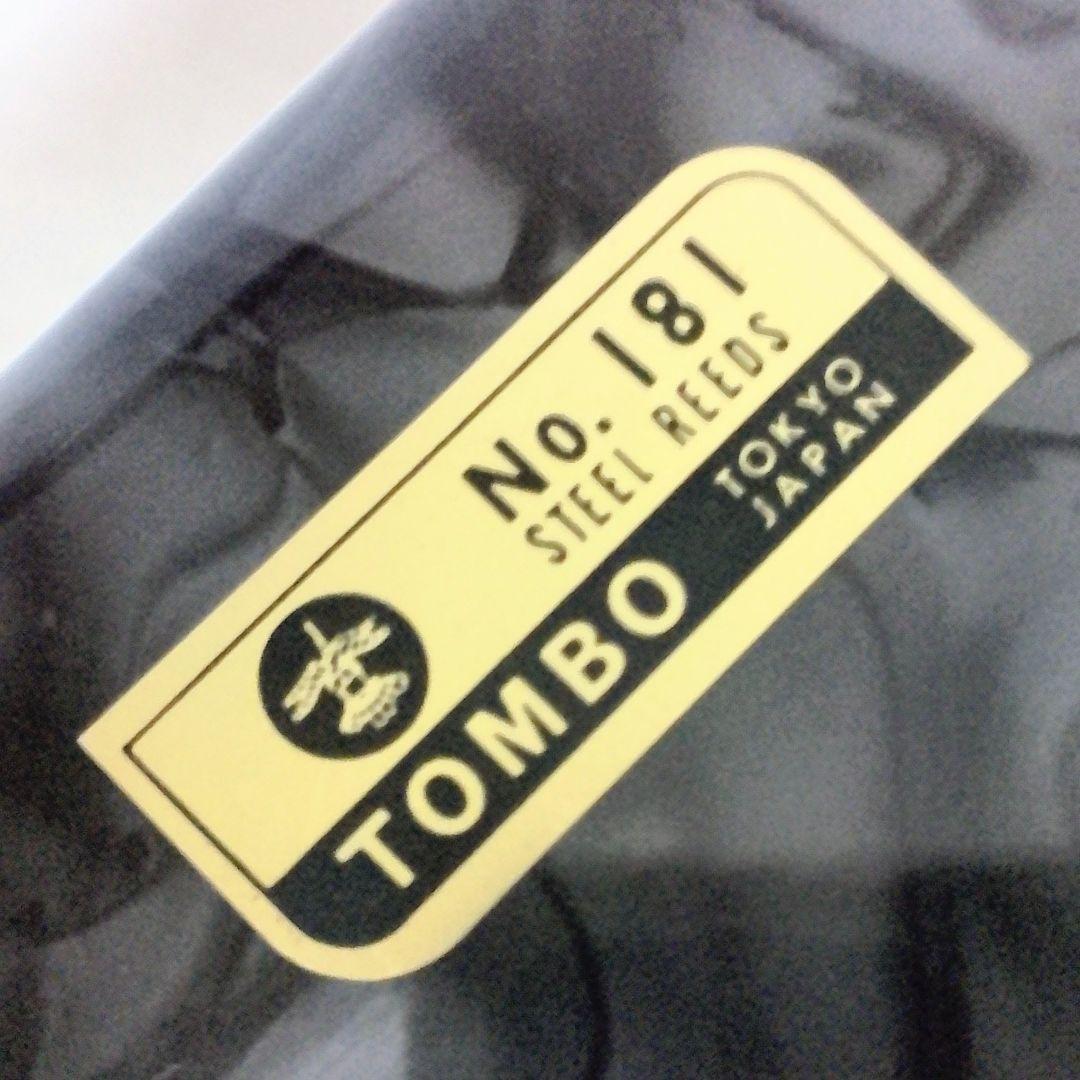 No. 181
STEEL REEDS
TOMBO
TOKYO
JAPAN